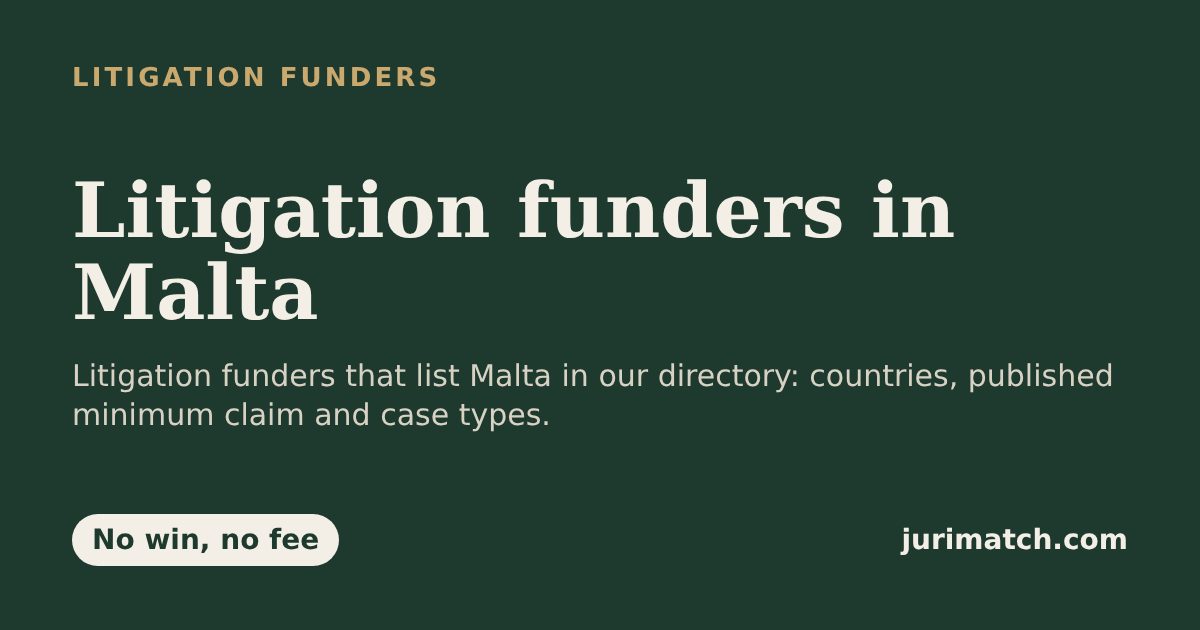 LITIGATION FUNDERS
Litigation funders in
Malta
Litigation funders that list Malta in our directory: countries, published
minimum claim and case types.
No win, no fee
jurimatch.com